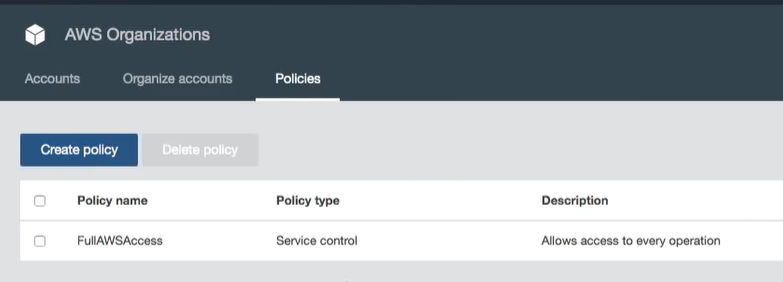 AWS Organizations
Accounts Organize accounts Policies
Create policy Delete policy
Policy name Policy type Description
FullAWSAccess Service control Allows access to every operation